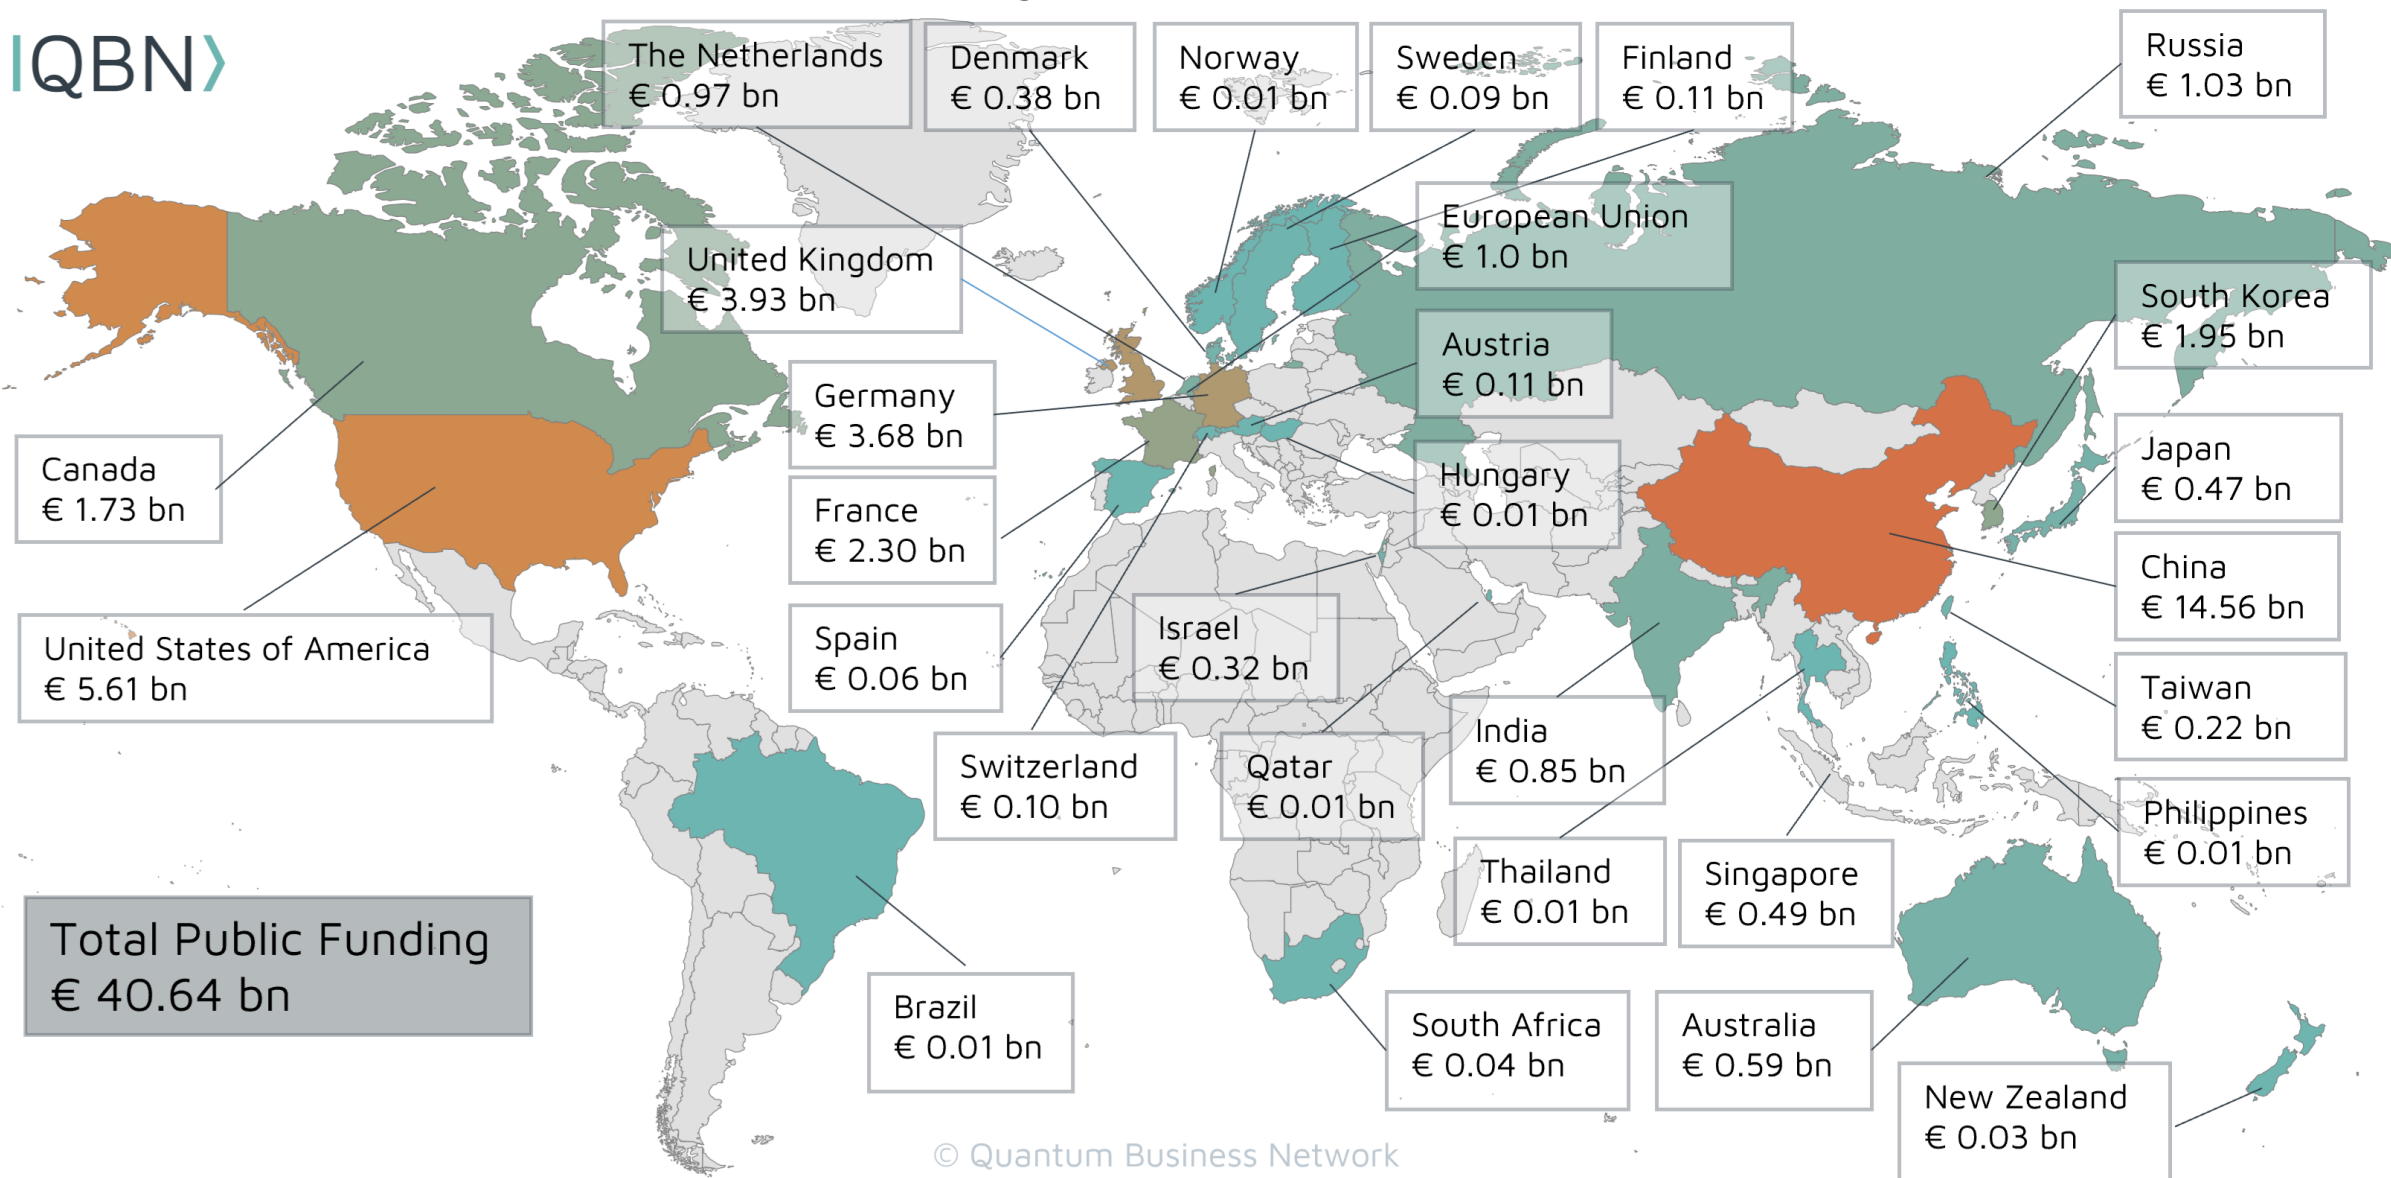 |QBN⟩
The Netherlands
€ 0.97 bn
Denmark
€ 0.38 bn
Norway
€ 0.01 bn
Sweden
€ 0.09 bn
Finland
€ 0.11 bn
Russia
€ 1.03 bn
United Kingdom
€ 3.93 bn
European Union
€ 1.0 bn
South Korea
€ 1.95 bn
Austria
€ 0.11 bn
Germany
€ 3.68 bn
Canada
€ 1.73 bn
Hungary
€ 0.01 bn
Japan
€ 0.47 bn
France
€ 2.30 bn
China
€ 14.56 bn
United States of America
€ 5.61 bn
Spain
€ 0.06 bn
Israel
€ 0.32 bn
Taiwan
€ 0.22 bn
Switzerland
€ 0.10 bn
Qatar
€ 0.01 bn
India
€ 0.85 bn
Philippines
€ 0.01 bn
Thailand
€ 0.01 bn
Singapore
€ 0.49 bn
Total Public Funding
€ 40.64 bn
Brazil
€ 0.01 bn
South Africa
€ 0.04 bn
Australia
€ 0.59 bn
New Zealand
€ 0.03 bn
© Quantum Business Network